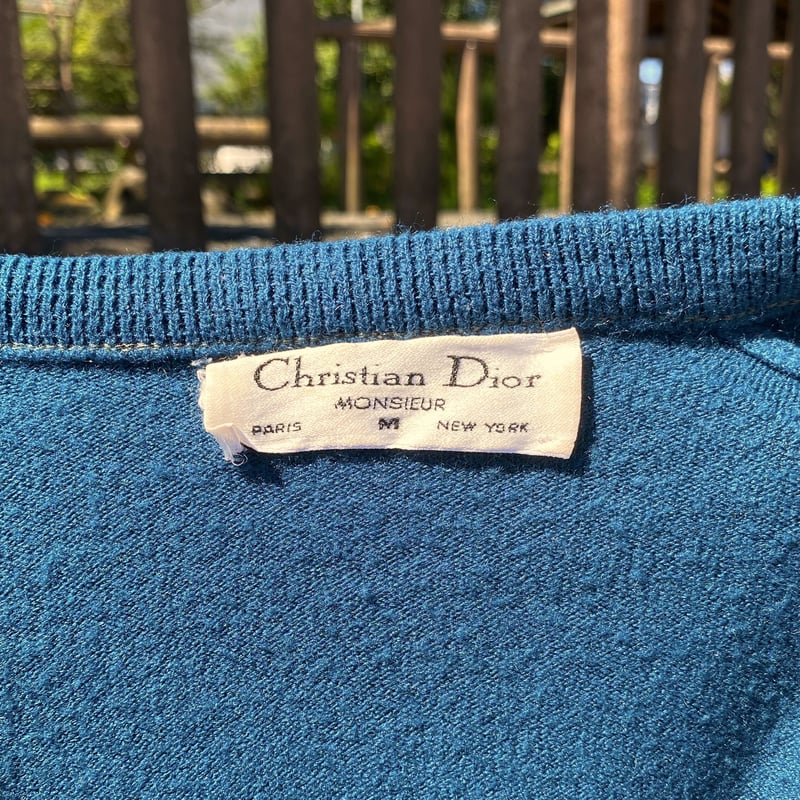 Christian Dior
MONSIEUR
PARIS M NEW YORK